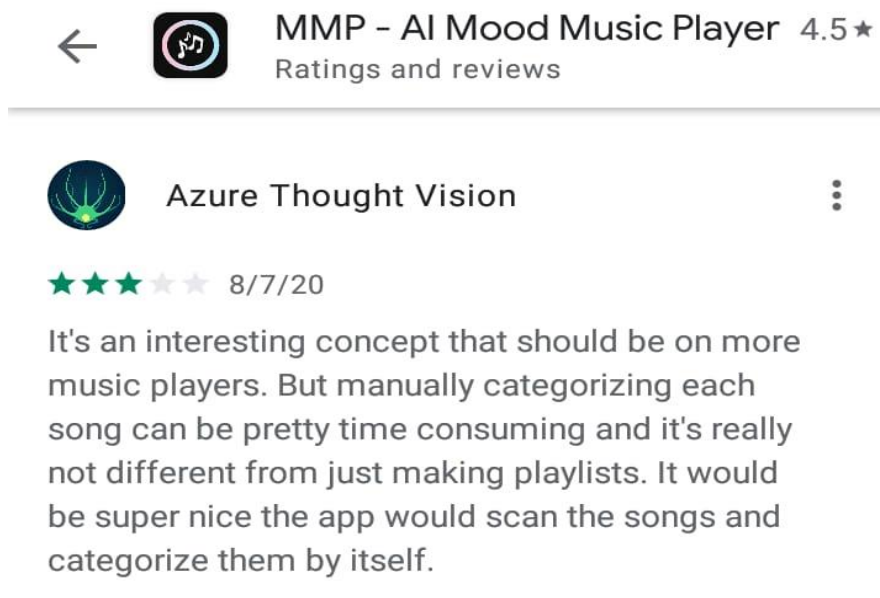 MMP - AI Mood Music Player 4.5★
Ratings and reviews
Azure Thought Vision
8/7/20
It's an interesting concept that should be on more
music players. But manually categorizing each
song can be pretty time consuming and it's really
not different from just making playlists. It would
be super nice the app would scan the songs and
categorize them by itself.